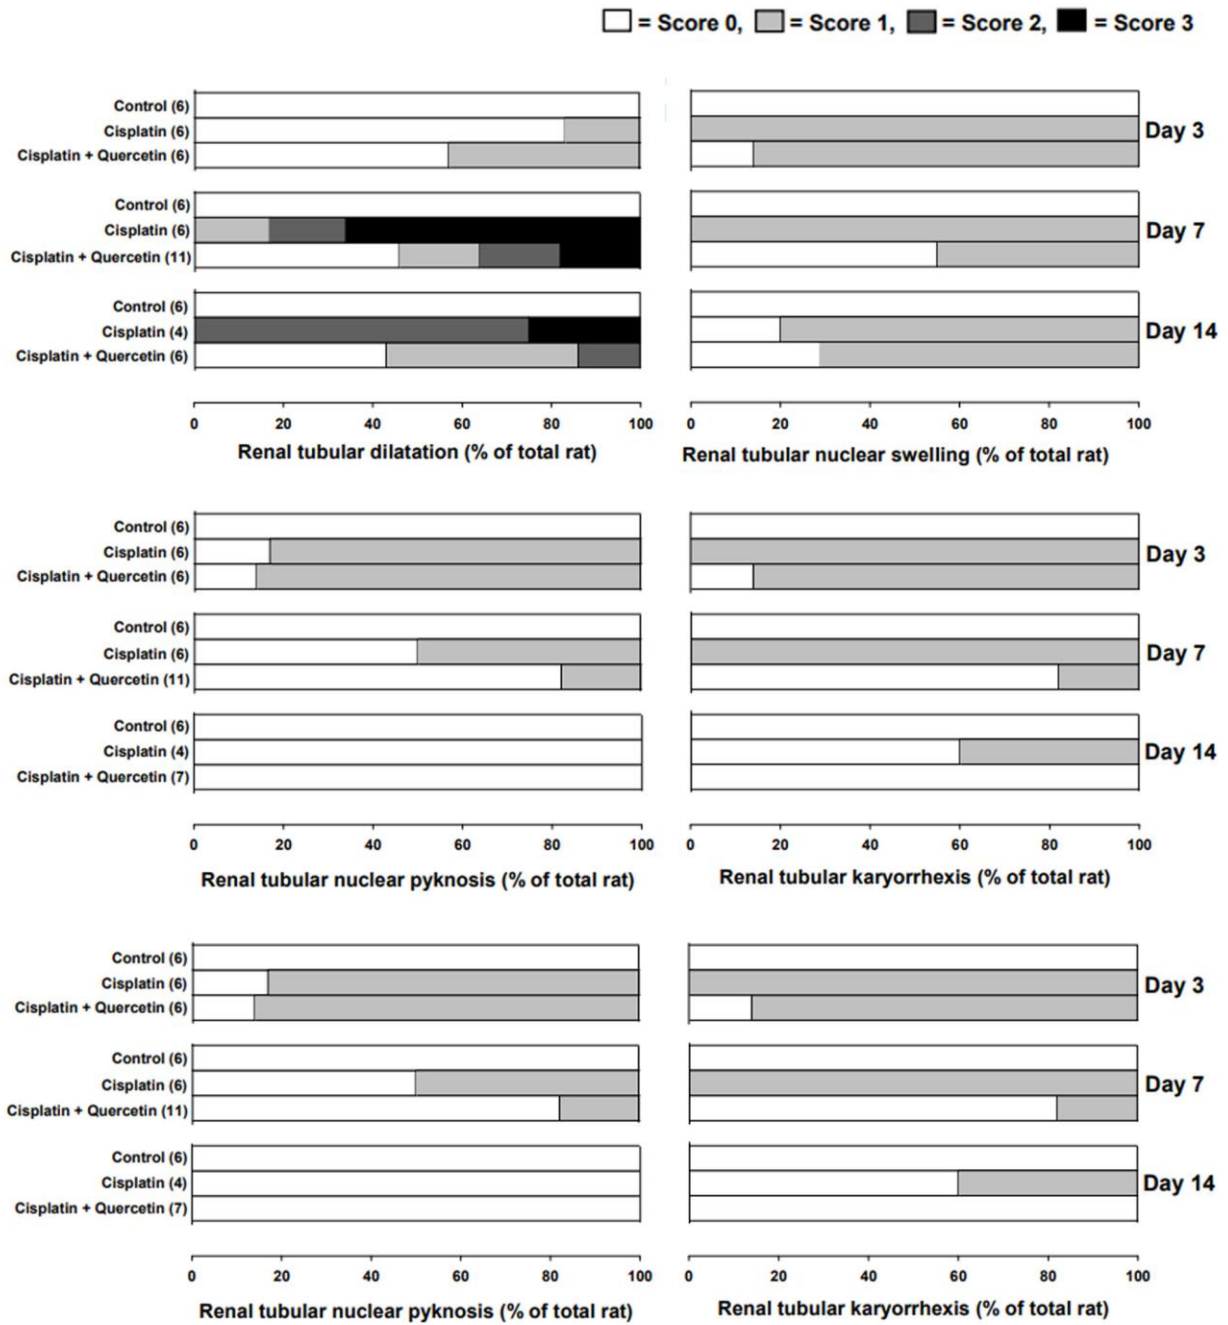 = Score 0, = Score 1, = Score 2, = Score 3
Control (6)
Cisplatin (6)
Cisplatin + Quercetin (6)
Day 3
Control (6)
Cisplatin (6)
Cisplatin + Quercetin (11)
Day 7
Control (6)
Cisplatin (4)
Cisplatin + Quercetin (6)
Day 14
0 20 40 60 80 100
0 20 40 60 80 100
Renal tubular dilatation (% of total rat)
Renal tubular nuclear swelling (% of total rat)
Control (6)
Cisplatin (6)
Cisplatin + Quercetin (6)
Day 3
Control (6)
Cisplatin (6)
Cisplatin + Quercetin (11)
Day 7
Control (6)
Cisplatin (4)
Cisplatin + Quercetin (7)
Day 14
0 20 40 60 80 100
0 20 40 60 80 100
Renal tubular nuclear pyknosis (% of total rat)
Renal tubular karyorrhexis (% of total rat)
Control (6)
Cisplatin (6)
Cisplatin + Quercetin (6)
Day 3
Control (6)
Cisplatin (6)
Cisplatin + Quercetin (11)
Day 7
Control (6)
Cisplatin (4)
Cisplatin + Quercetin (7)
Day 14
0 20 40 60 80 100
0 20 40 60 80 100
Renal tubular nuclear pyknosis (% of total rat)
Renal tubular karyorrhexis (% of total rat)